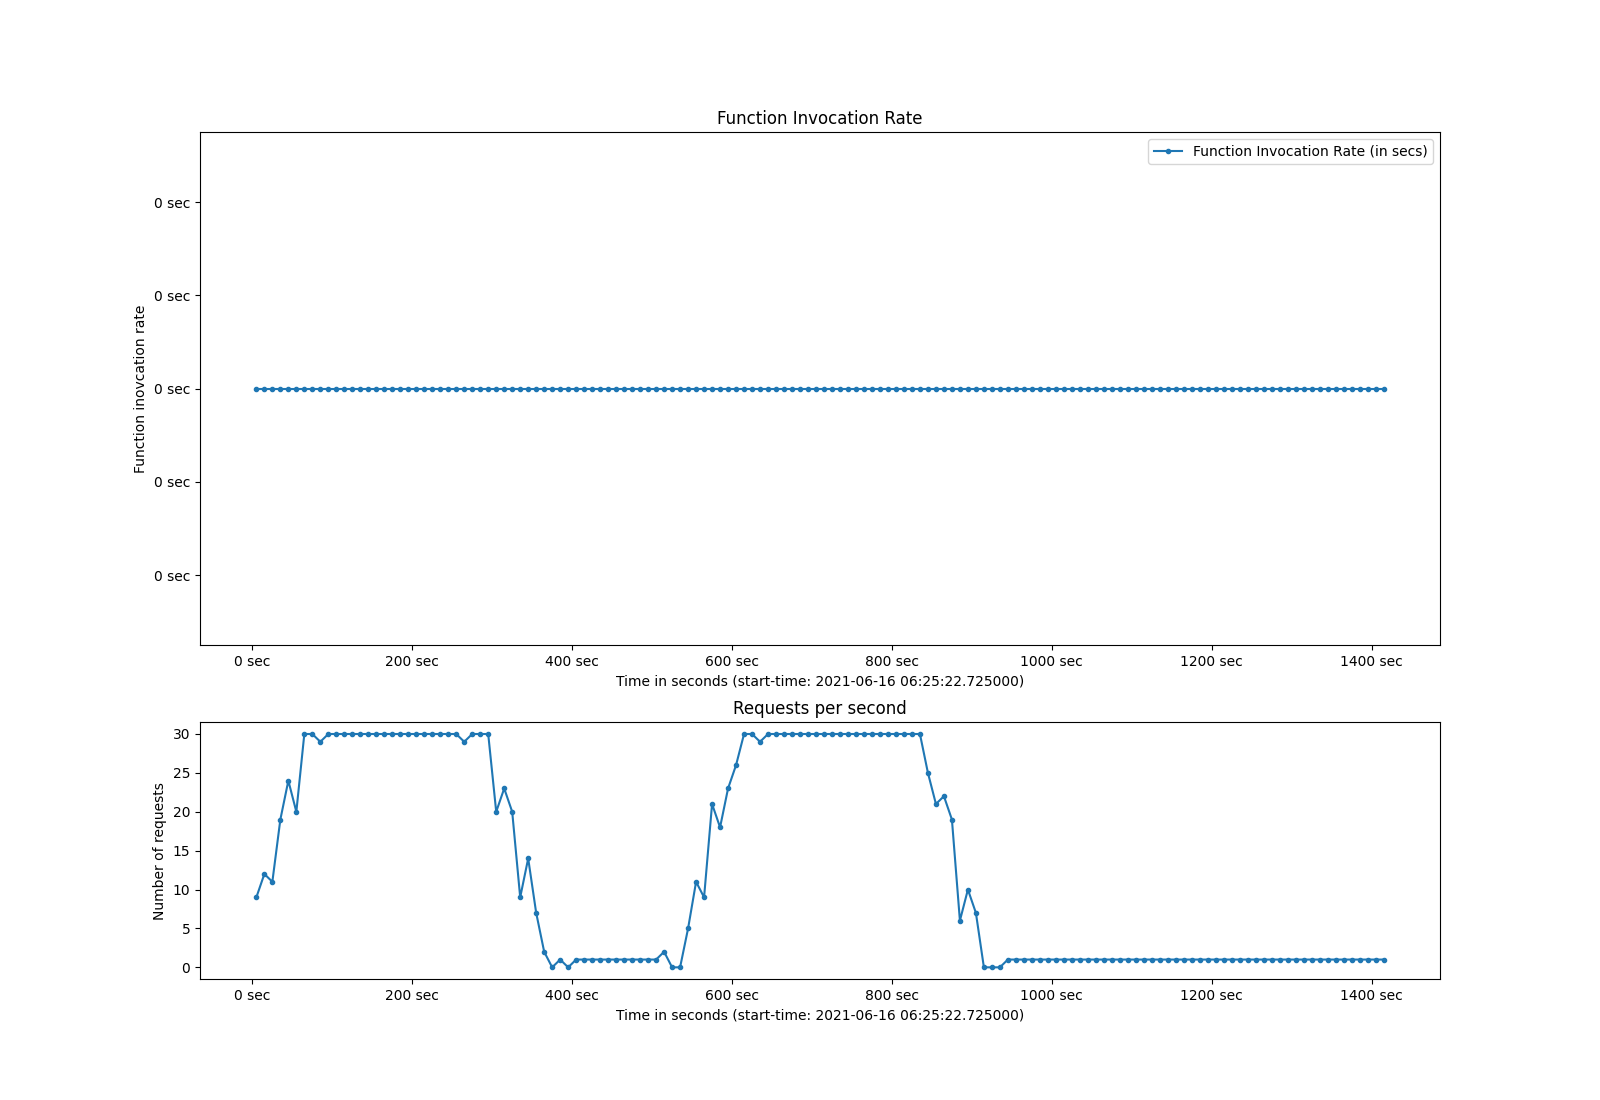 Function Invocation Rate
Function Invocation Rate (in secs)
0 sec
0 sec
0 sec
0 sec
0 sec
Function inovcation rate
0 sec 200 sec 400 sec 600 sec 800 sec 1000 sec 1200 sec 1400 sec
Time in seconds (start-time: 2021-06-16 06:25:22.725000)
Requests per second
30
25
20
15
10
5
0
Number of requests
0 sec 200 sec 400 sec 600 sec 800 sec 1000 sec 1200 sec 1400 sec
Time in seconds (start-time: 2021-06-16 06:25:22.725000)